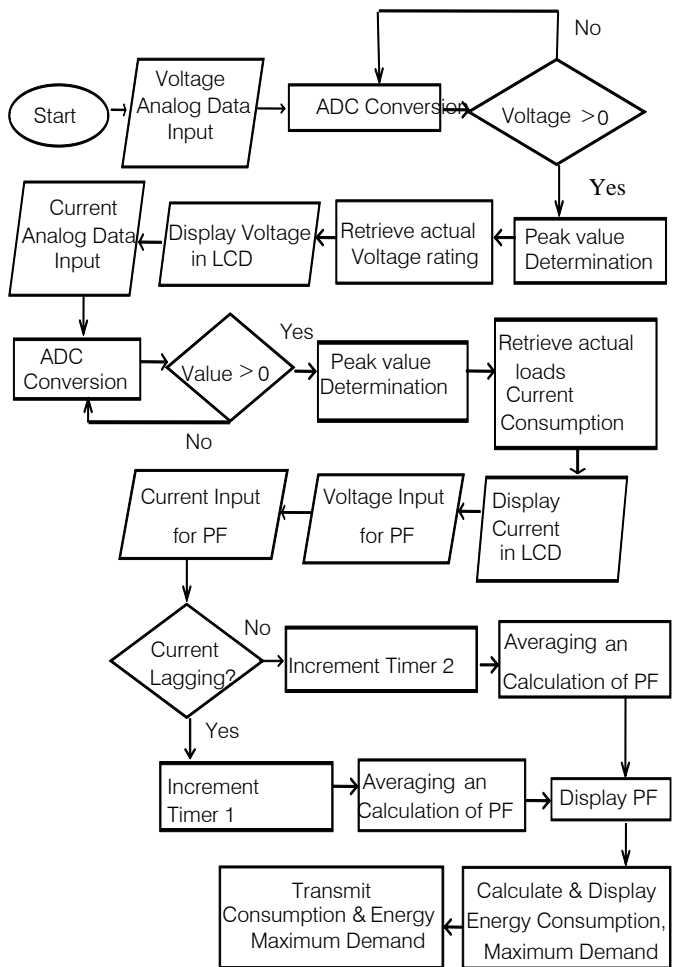 No
Voltage
Analog Data
Input
Start
ADC Conversion
Voltage >0
Yes
Current
Analog Data
Input
Display Voltage
in LCD
Retrieve actual
Voltage rating
Peak value
Determination
ADC
Conversion
Value > 0
Yes
No
Peak value
Determination
Retrieve actual
loads
Current
Consumption
Current Input
for PF
Voltage Input
for PF
Display
Current
in LCD
Current
Lagging?
No
Yes
Increment Timer 2
Averaging an
Calculation of PF
Increment
Timer 1
Averaging an
Calculation of PF
Display PF
Transmit
Consumption & Energy
Maximum Demand
Calculate & Display
Energy Consumption,
Maximum Demand